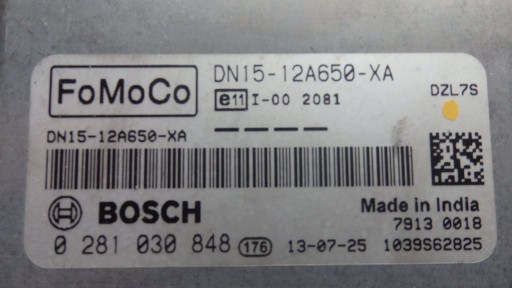 FoMoCo
DN15-12A650-XA
e11 I-00 2081
DZL7S
DN15-12A650-XA
BOSCH
Made in India
7913 0018
0 281 030 848 176 13-07-25 1039S62825